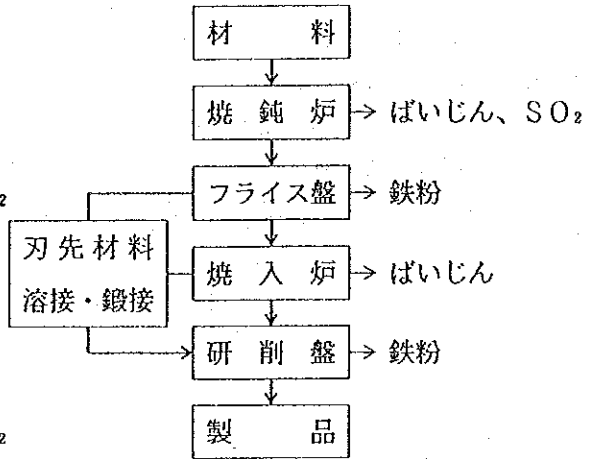 材料
焼鈍炉→ばいじん、SO₂
フライス盤→鉄粉
₂
刃先材料
溶接・鍛接
焼入炉→ばいじん
研削盤→鉄粉
製品
₂